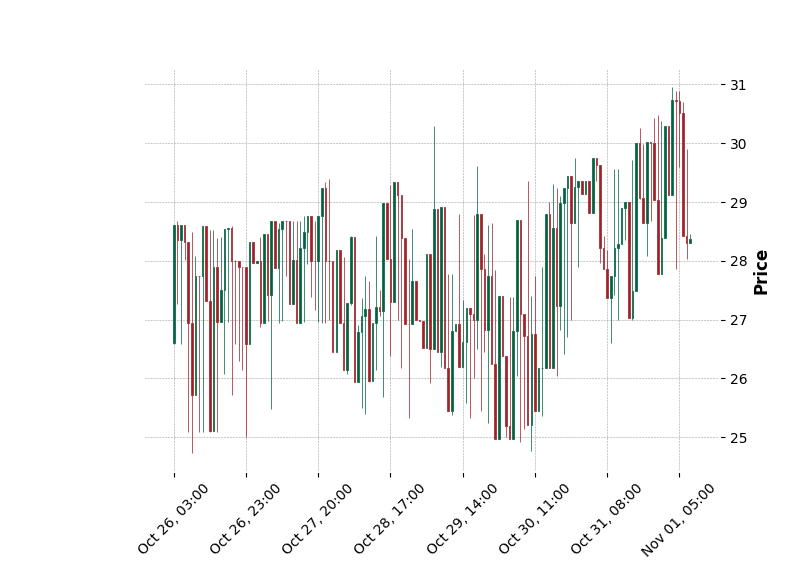 31
30
29
28
27
26
25
Price
Oct 26, 03:00
Oct 26, 23:00
Oct 27, 20:00
Oct 28, 17:00
Oct 29, 14:00
Oct 30, 11:00
Oct 31, 08:00
Nov 01, 05:00